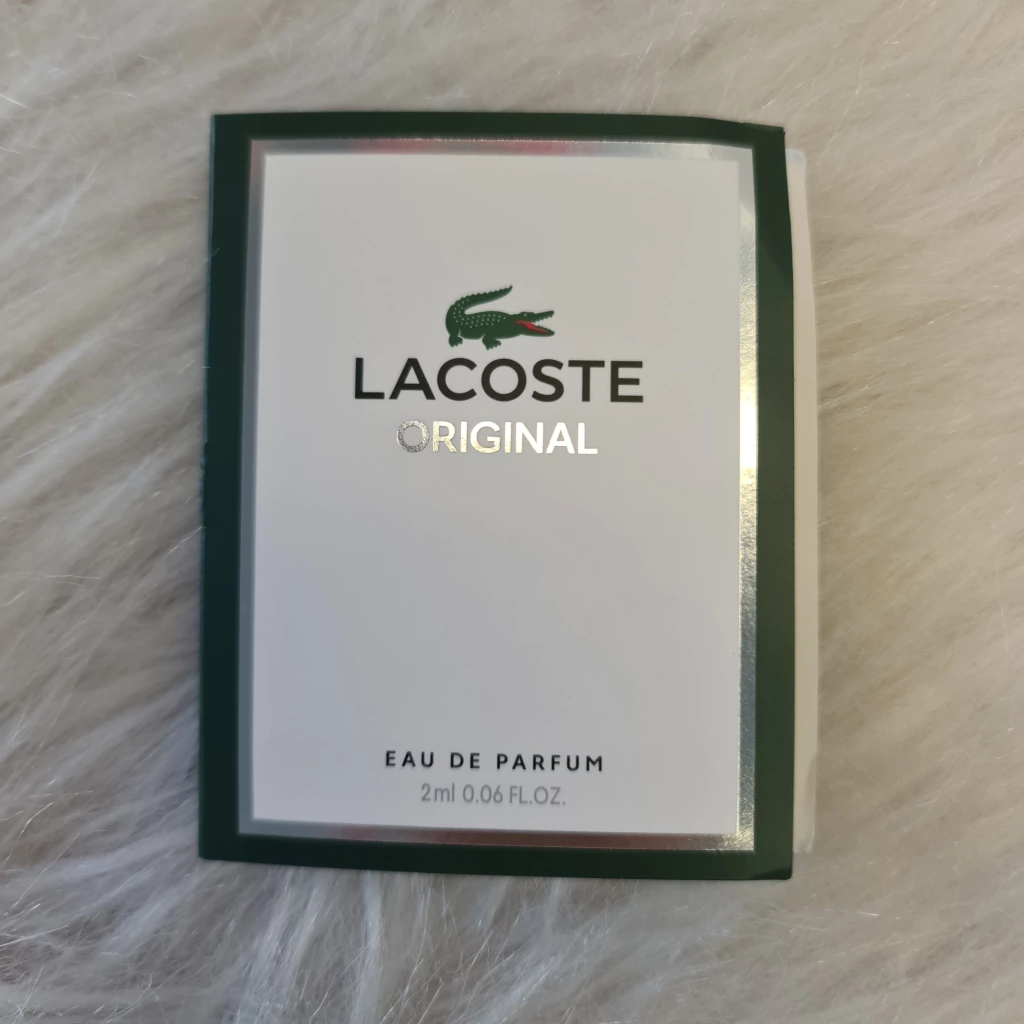 LACOSTE
ORIGINAL
EAU DE PARFUM
2ml 0.06 FL.OZ.